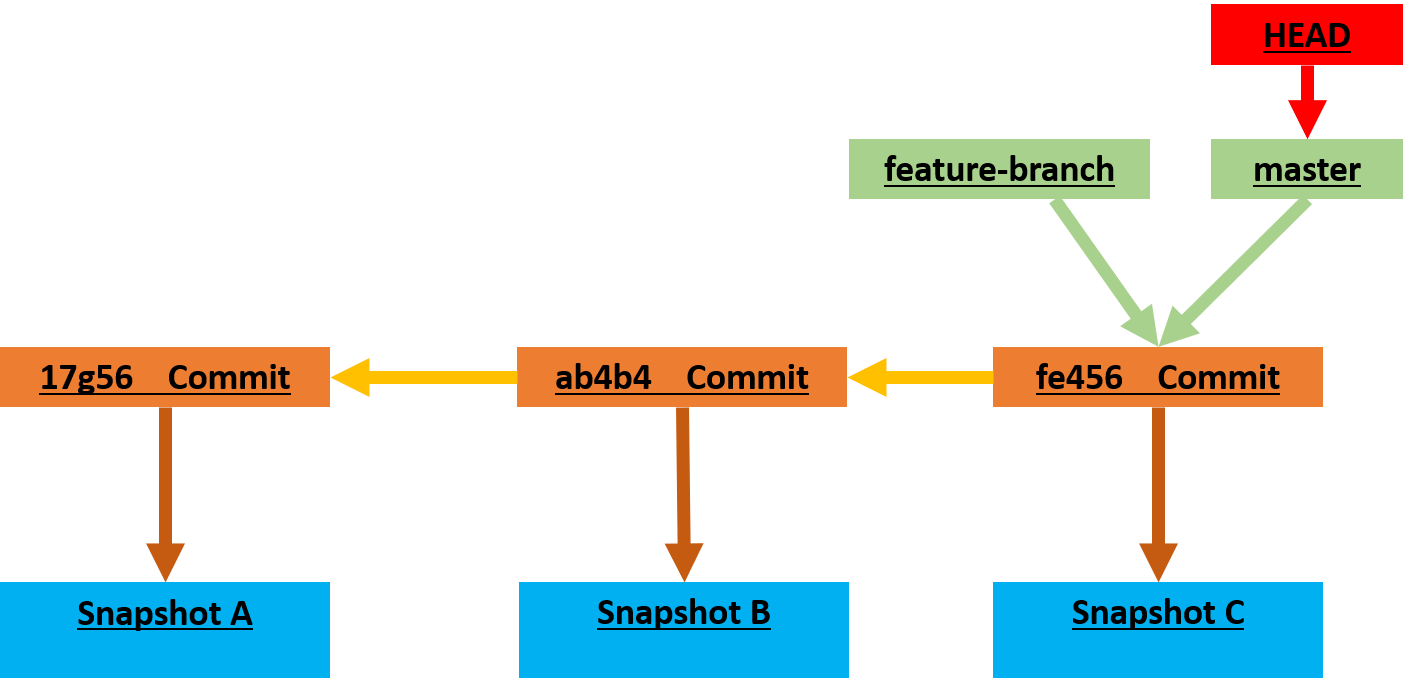 HEAD
feature-branch
master
17g56 Commit
ab4b4 Commit
fe456 Commit
Snapshot A
Snapshot B
Snapshot C